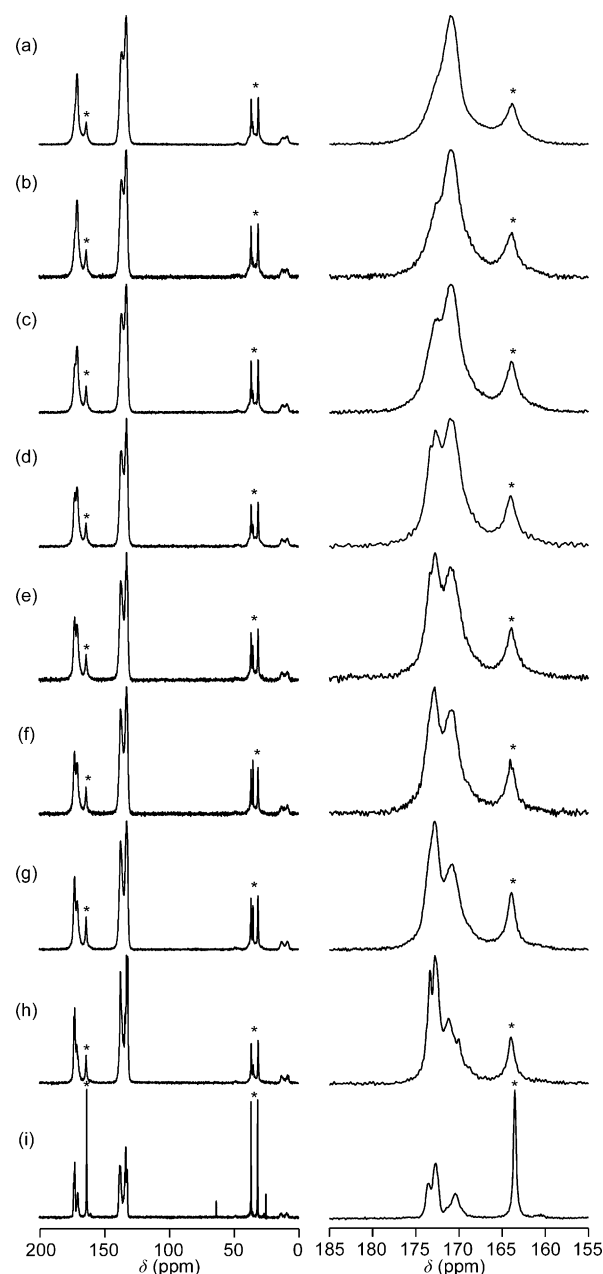 (a)
* * *
(b)
* * *
(c)
* * *
(d)
* * *
(e)
* * *
(f)
* * *
(g)
* * *
(h)
* * *
(i)
* * *
200 150 100 50 0 185 180 175 170 165 160 155
δ (ppm) δ (ppm)